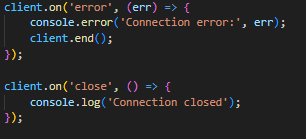 client.on('error', (err) => {
    console.error('Connection error:', err);
    client.end();
});

client.on('close', () => {
    console.log('Connection closed');
});